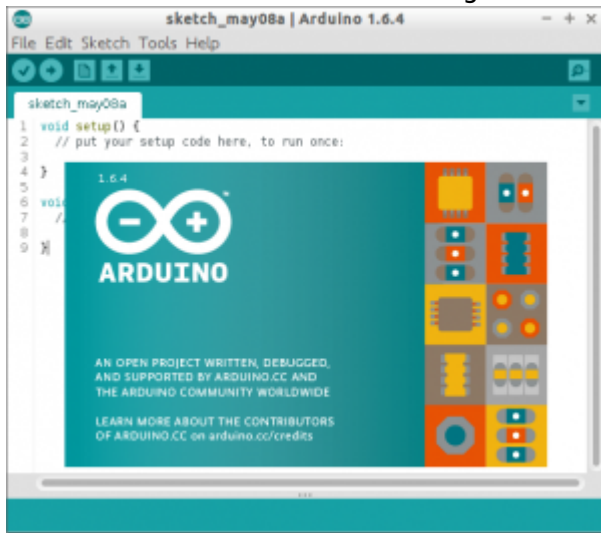 sketch_may08a | Arduino 1.6.4
File Edit Sketch Tools Help
sketch_may08a
1 void setup() {
2 // put your setup code here, to run once:
3
4 }
5
6 voi
7 /
8
9 }
1.6.4
ARDUINO
AN OPEN PROJECT WRITTEN, DEBUGGED,
AND SUPPORTED BY ARDUINO.CC AND
THE ARDUINO COMMUNITY WORLDWIDE
LEARN MORE ABOUT THE CONTRIBUTORS
OF ARDUINO.CC on arduino.cc/credits